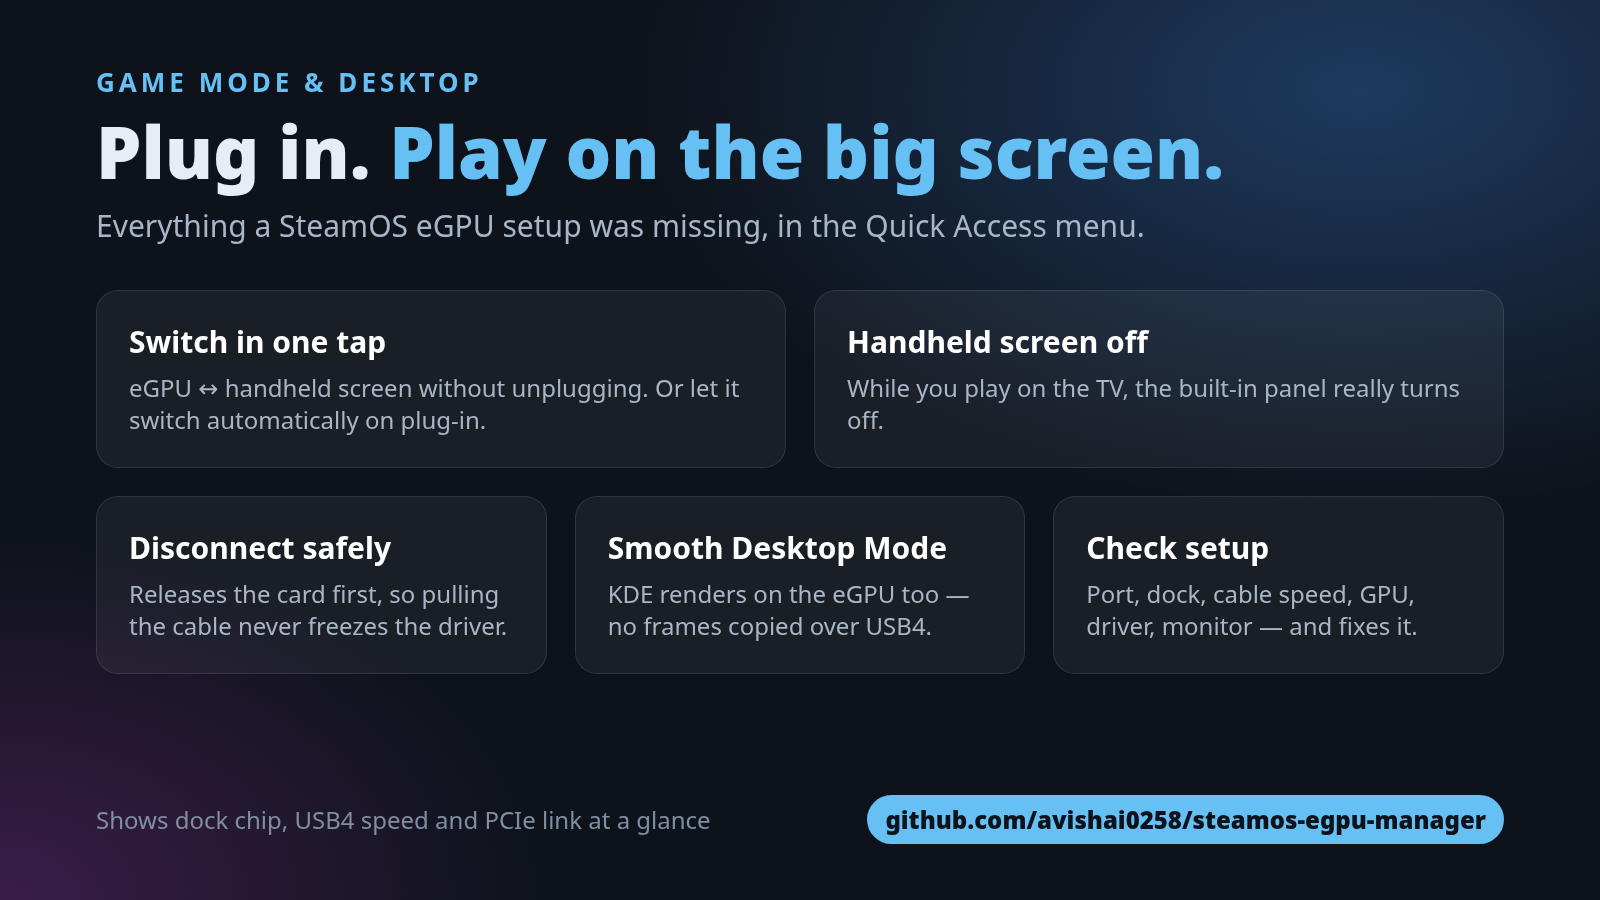 GAME MODE & DESKTOP
Plug in. Play on the big screen.
Everything a SteamOS eGPU setup was missing, in the Quick Access menu.
Switch in one tap
eGPU ↔ handheld screen without unplugging. Or let it
switch automatically on plug-in.
Handheld screen off
While you play on the TV, the built-in panel really turns
off.
Disconnect safely
Releases the card first, so pulling
the cable never freezes the driver.
Smooth Desktop Mode
KDE renders on the eGPU too —
no frames copied over USB4.
Check setup
Port, dock, cable speed, GPU,
driver, monitor — and fixes it.
Shows dock chip, USB4 speed and PCIe link at a glance
github.com/avishai0258/steamos-egpu-manager